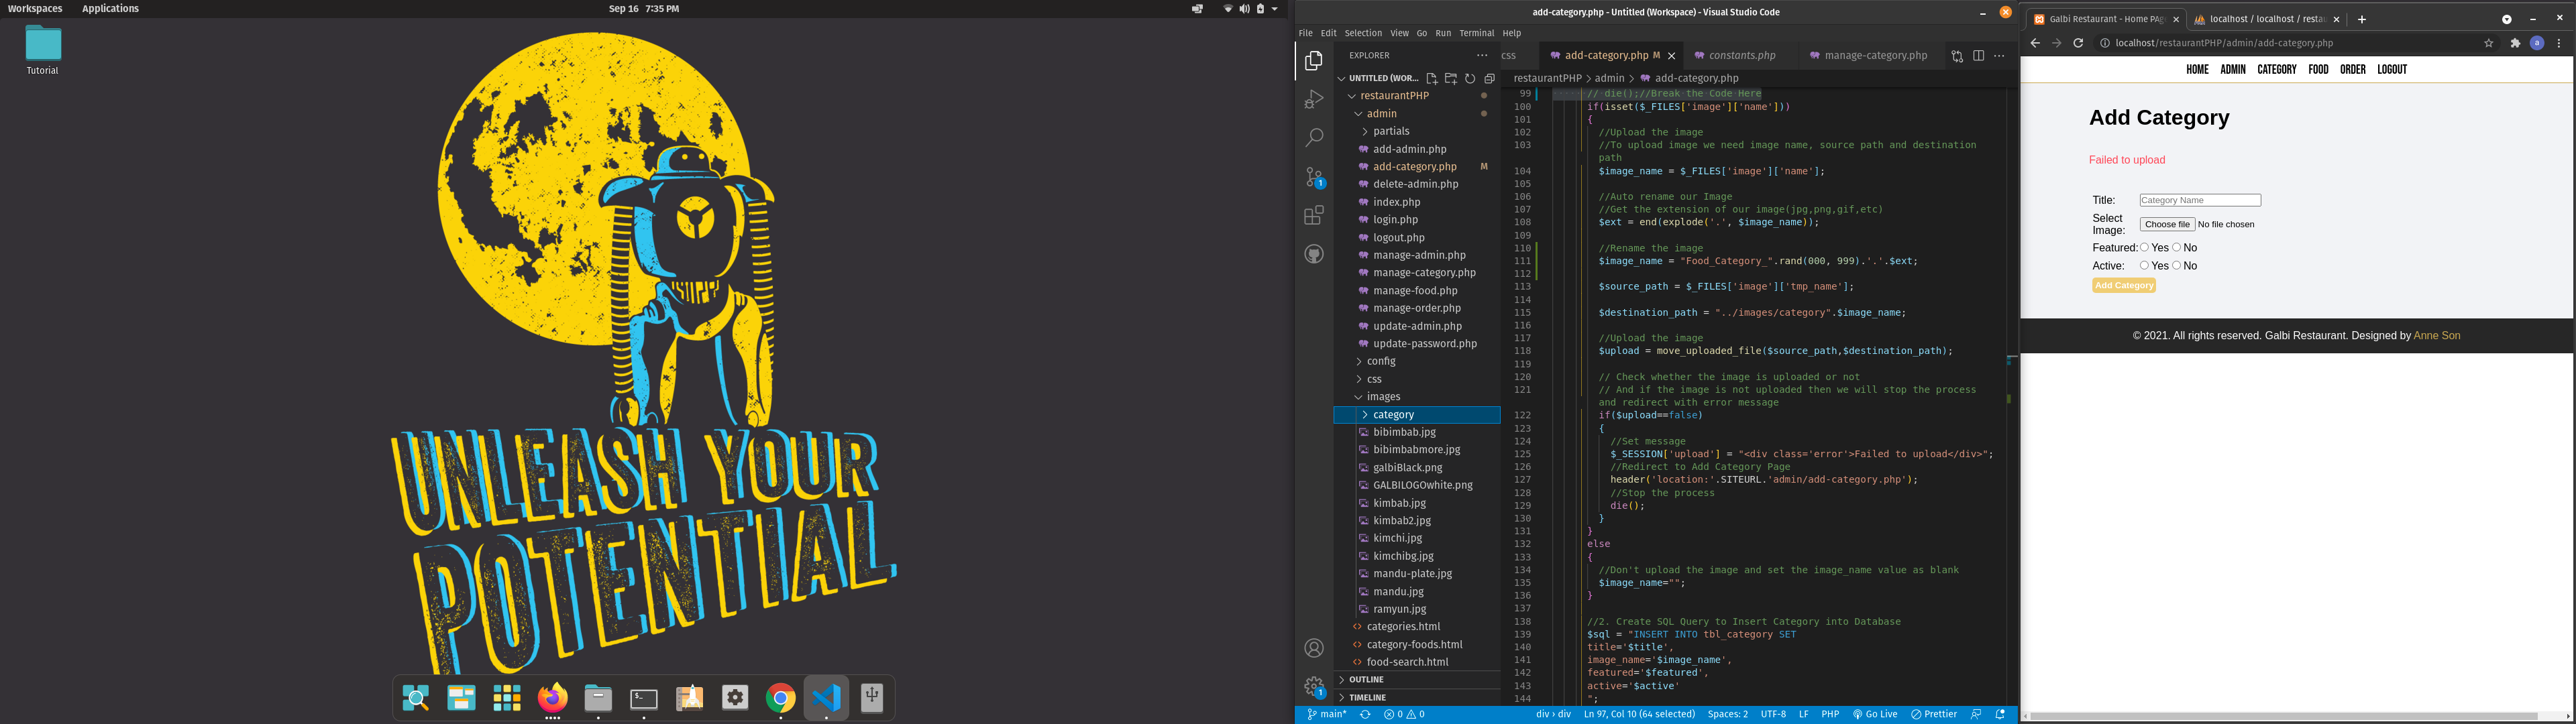 Workspaces Applications
Sep 16 7:35 PM
Tutorial
UNLEASH YOUR
POTENTIAL
add-category.php - Untitled (Workspace) - Visual Studio Code
File Edit Selection View Go Run Terminal Help
EXPLORER
UNTITLED (WOR...
restaurantPHP
admin
partials
add-admin.php
add-category.php M
delete-admin.php
index.php
login.php
logout.php
manage-admin.php
manage-category.php
manage-food.php
manage-order.php
update-admin.php
update-password.php
config
css
images
category
bibimbab.jpg
bibimbabmore.jpg
galbiBlack.png
GALBILOGOwhite.png
kimbab.jpg
kimbab2.jpg
kimchi.jpg
kimchibg.jpg
mandu-plate.jpg
mandu.jpg
ramyun.jpg
categories.html
category-foods.html
food-search.html
OUTLINE
TIMELINE
1
1
css add-category.php M constants.php manage-category.php
restaurantPHP > admin > add-category.php
99 // die();//Break the Code Here
100 if(isset($_FILES['image']['name']))
101 {
102 //Upload the image
103 //To upload image we need image name, source path and destination
path
104 $image_name = $_FILES['image']['name'];
105
106 //Auto rename our Image
107 //Get the extension of our image(jpg,png,gif,etc)
108 $ext = end(explode('.', $image_name));
109
110 //Rename the image
111 $image_name = "Food_Category_".rand(000, 999).'.'.$ext;
112
113 $source_path = $_FILES['image']['tmp_name'];
114
115 $destination_path = "../images/category".$image_name;
116
117 //Upload the image
118 $upload = move_uploaded_file($source_path,$destination_path);
119
120 // Check whether the image is uploaded or not
121 // And if the image is not uploaded then we will stop the process
and redirect with error message
122 if($upload==false)
123 {
124 //Set message
125 $_SESSION['upload'] = "<div class='error'>Failed to upload</div>";
126 //Redirect to Add Category Page
127 header('location:'.SITEURL.'admin/add-category.php');
128 //Stop the process
129 die();
130 }
131 }
132 else
133 {
134 //Don't upload the image and set the image_name value as blank
135 $image_name="";
136 }
137
138 //2. Create SQL Query to Insert Category into Database
139 $sql = "INSERT INTO tbl_category SET
140 title='$title',
141 image_name='$image_name',
142 featured='$featured',
143 active='$active'
144 ";
main* 0 0 div > div Ln 97, Col 10 (64 selected) Spaces: 2 UTF-8 LF PHP Go Live Prettier
Galbi Restaurant - Home PAge localhost / localhost / restau
localhost/restaurantPHP/admin/add-category.php a
HOME ADMIN CATEGORY FOOD ORDER LOGOUT
Add Category
Failed to upload
Title: Category Name
Select
Image: Choose file No file chosen
Featured: Yes No
Active: Yes No
Add Category
© 2021. All rights reserved. Galbi Restaurant. Designed by Anne Son